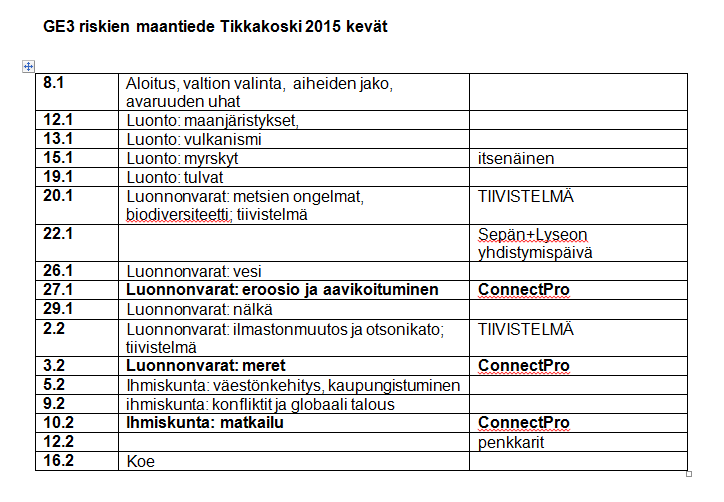 GE3 riskien maantiede Tikkakoski 2015 kevät
8.1 Aloitus, valtion valinta, aiheiden jako,
avaruuden uhat
12.1 Luonto: maanjäristykset,
13.1 Luonto: vulkanismi
15.1 Luonto: myrskyt itsenäinen
19.1 Luonto: tulvat
20.1 Luonnonvarat: metsien ongelmat, TIIVISTELMÄ
biodiversiteetti; tiivistelmä
22.1 Sepän+Lyseon
yhdistymispäivä
26.1 Luonnonvarat: vesi
27.1 Luonnonvarat: eroosio ja aavikoituminen ConnectPro
29.1 Luonnonvarat: nälkä
2.2 Luonnonvarat: ilmastonmuutos ja otsonikato; TIIVISTELMÄ
tiivistelmä
3.2 Luonnonvarat: meret ConnectPro
5.2 Ihmiskunta: väestönkehitys, kaupungistuminen
9.2 ihmiskunta: konfliktit ja globaali talous
10.2 Ihmiskunta: matkailu ConnectPro
12.2 penkkarit
16.2 Koe